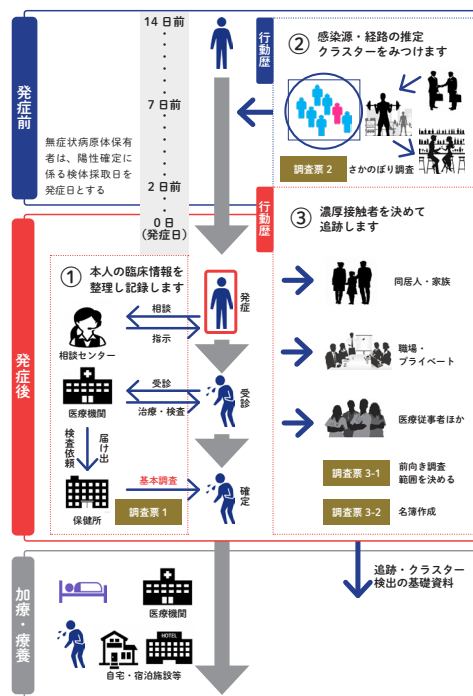 14日前
7日前
2日前
0日
(発症日)
発症前
無症状病原体保有
者は、陽性確定に
係る検体採取日を
発症日とする
行動歴
② 感染源・経路の推定
クラスターをみつけます
調査票 2
さかのぼり調査
行動歴
③ 濃厚接触者を決めて
追跡します
同居人・家族
職場・
プライベート
医療従事者ほか
調査票 3-1
前向き調査
範囲を決める
調査票 3-2
名簿作成
発症後
① 本人の臨床情報を
整理し記録します
相談
指示
相談センター
発症
受診
治療・検査
医療機関
受診
検査依頼
届け出
基本調査
調査票 1
保健所
確定
追跡・クラスター
検出の基礎資料
加療・療養
医療機関
HOTEL
自宅・宿泊施設等